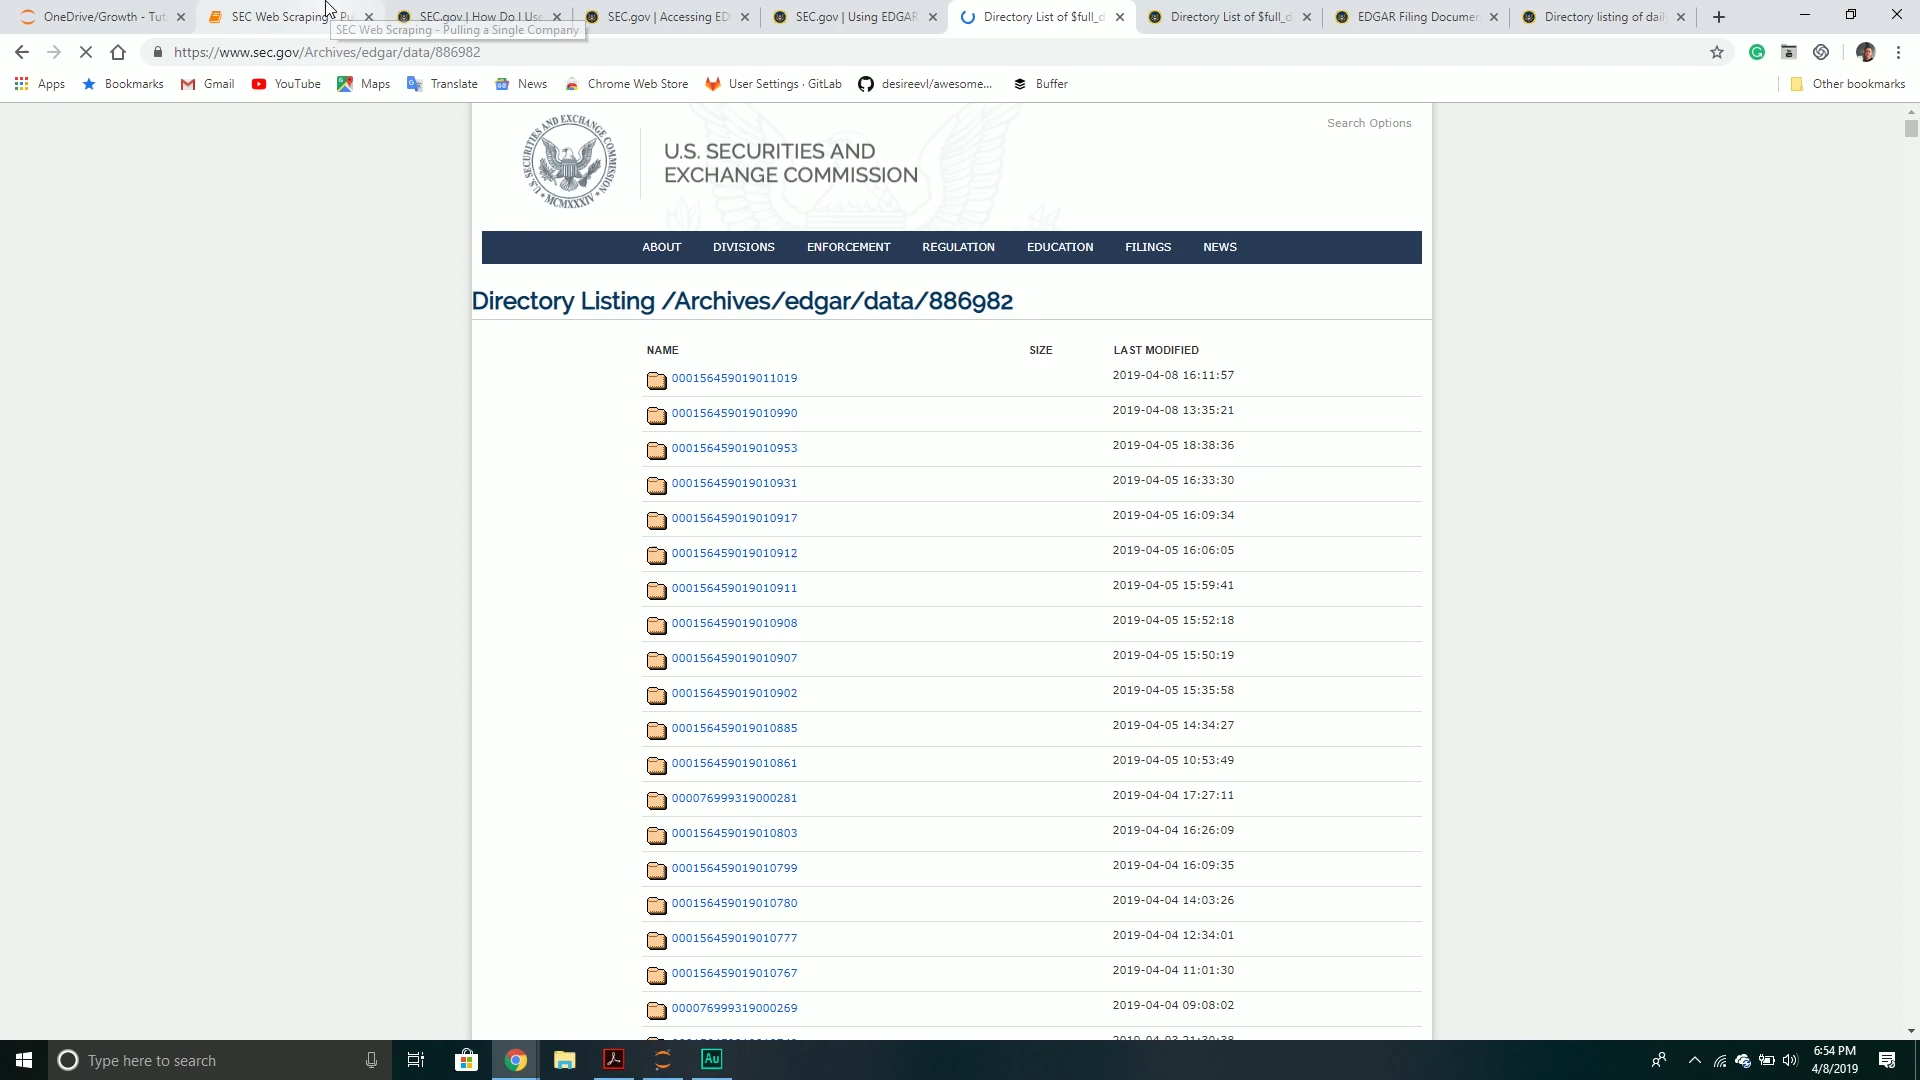 OneDrive/Growth - Tut
SEC Web Scraping - Pu
SEC.gov | How Do I Use
SEC.gov | Accessing ED
SEC.gov | Using EDGAR
Directory List of $full_d
Directory List of $full_d
EDGAR Filing Documen
Directory listing of dail
SEC Web Scraping - Pulling a Single Company
https://www.sec.gov/Archives/edgar/data/886982
Apps Bookmarks Gmail YouTube Maps Translate News Chrome Web Store User Settings · GitLab desireevl/awesome... Buffer Other bookmarks
Search Options
SECURITIES AND EXCHANGE COMMISSION
U.S.
MCMXXXIV
U.S. SECURITIES AND
EXCHANGE COMMISSION
ABOUT DIVISIONS ENFORCEMENT REGULATION EDUCATION FILINGS NEWS
Directory Listing /Archives/edgar/data/886982
NAME SIZE LAST MODIFIED
000156459019011019 2019-04-08 16:11:57
000156459019010990 2019-04-08 13:35:21
000156459019010953 2019-04-05 18:38:36
000156459019010931 2019-04-05 16:33:30
000156459019010917 2019-04-05 16:09:34
000156459019010912 2019-04-05 16:06:05
000156459019010911 2019-04-05 15:59:41
000156459019010908 2019-04-05 15:52:18
000156459019010907 2019-04-05 15:50:19
000156459019010902 2019-04-05 15:35:58
000156459019010885 2019-04-05 14:34:27
000156459019010861 2019-04-05 10:53:49
000076999319000281 2019-04-04 17:27:11
000156459019010803 2019-04-04 16:26:09
000156459019010799 2019-04-04 16:09:35
000156459019010780 2019-04-04 14:03:26
000156459019010777 2019-04-04 12:34:01
000156459019010767 2019-04-04 11:01:30
000076999319000269 2019-04-04 09:08:02
Type here to search
Au
6:54 PM
4/8/2019